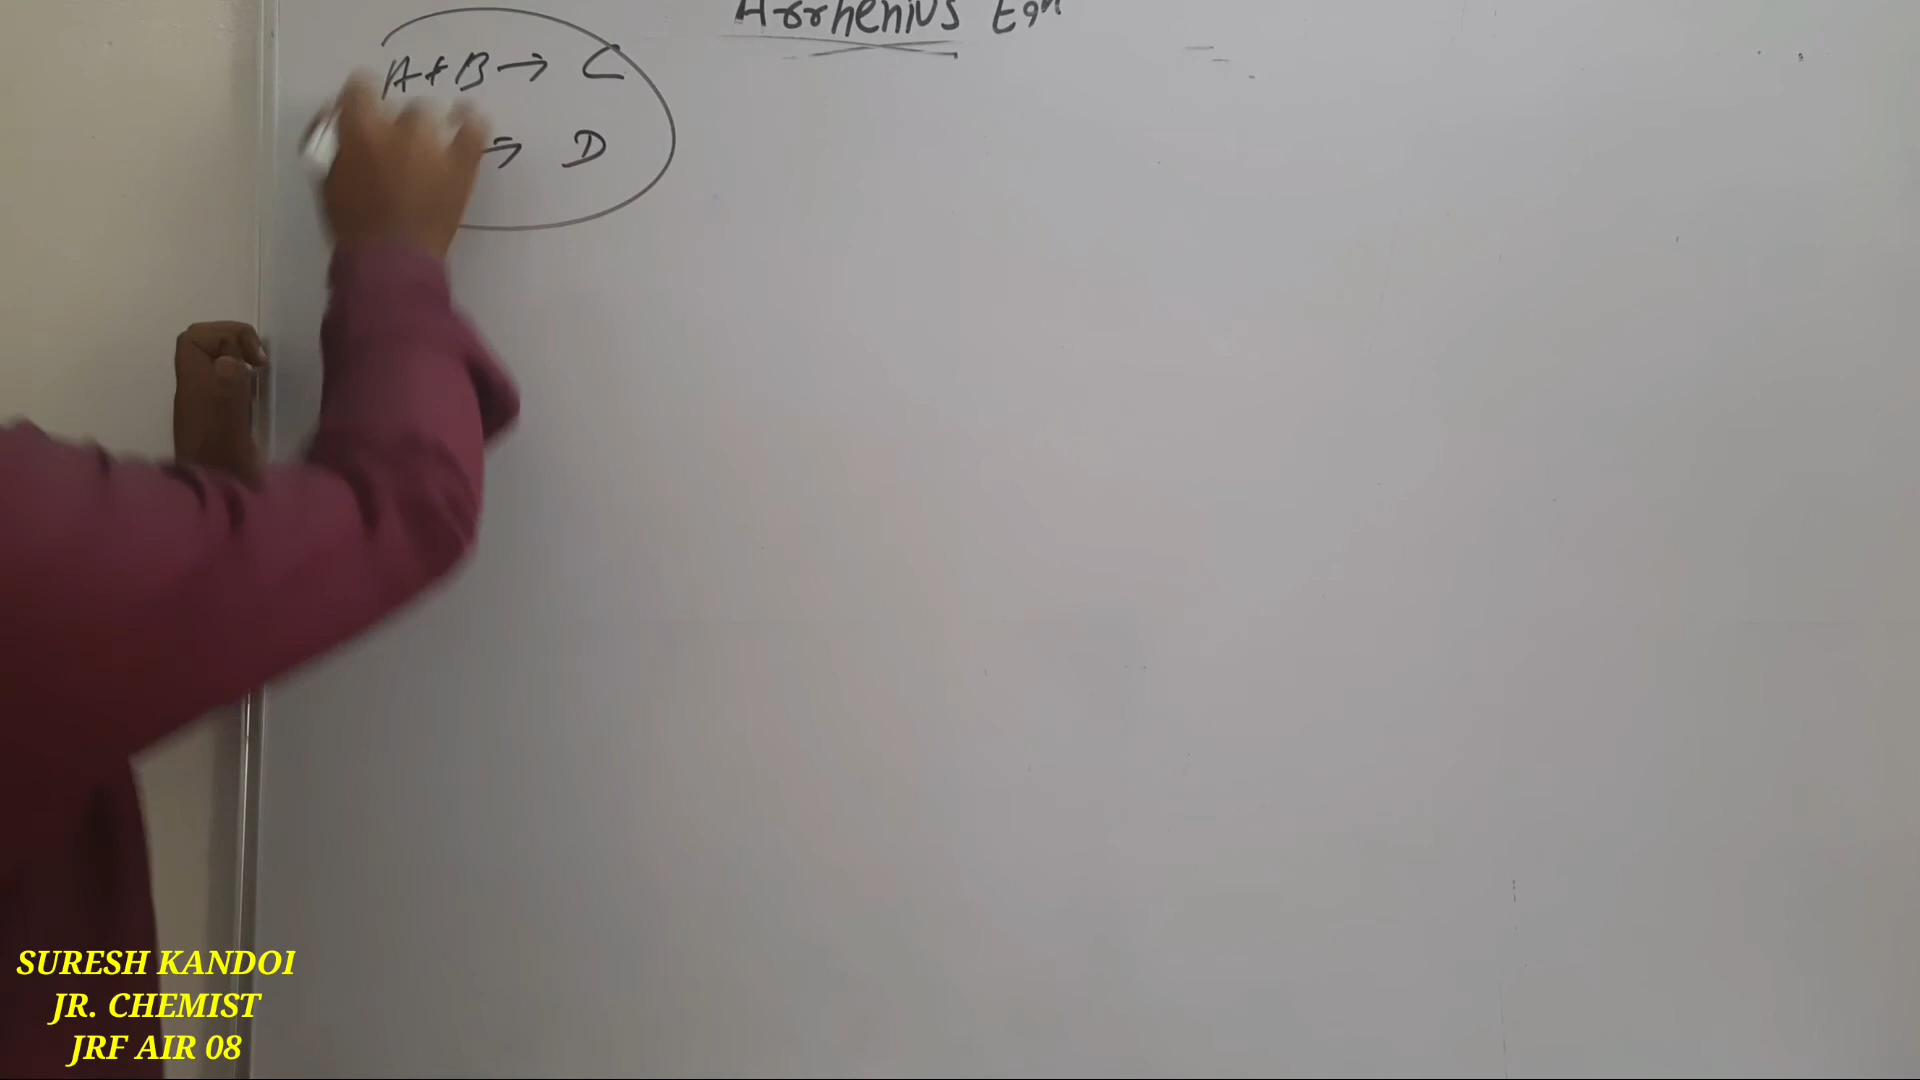 Arrhenius Eqn
A + B → C
→ D
SURESH KANDOI
JR. CHEMIST
JRF AIR 08